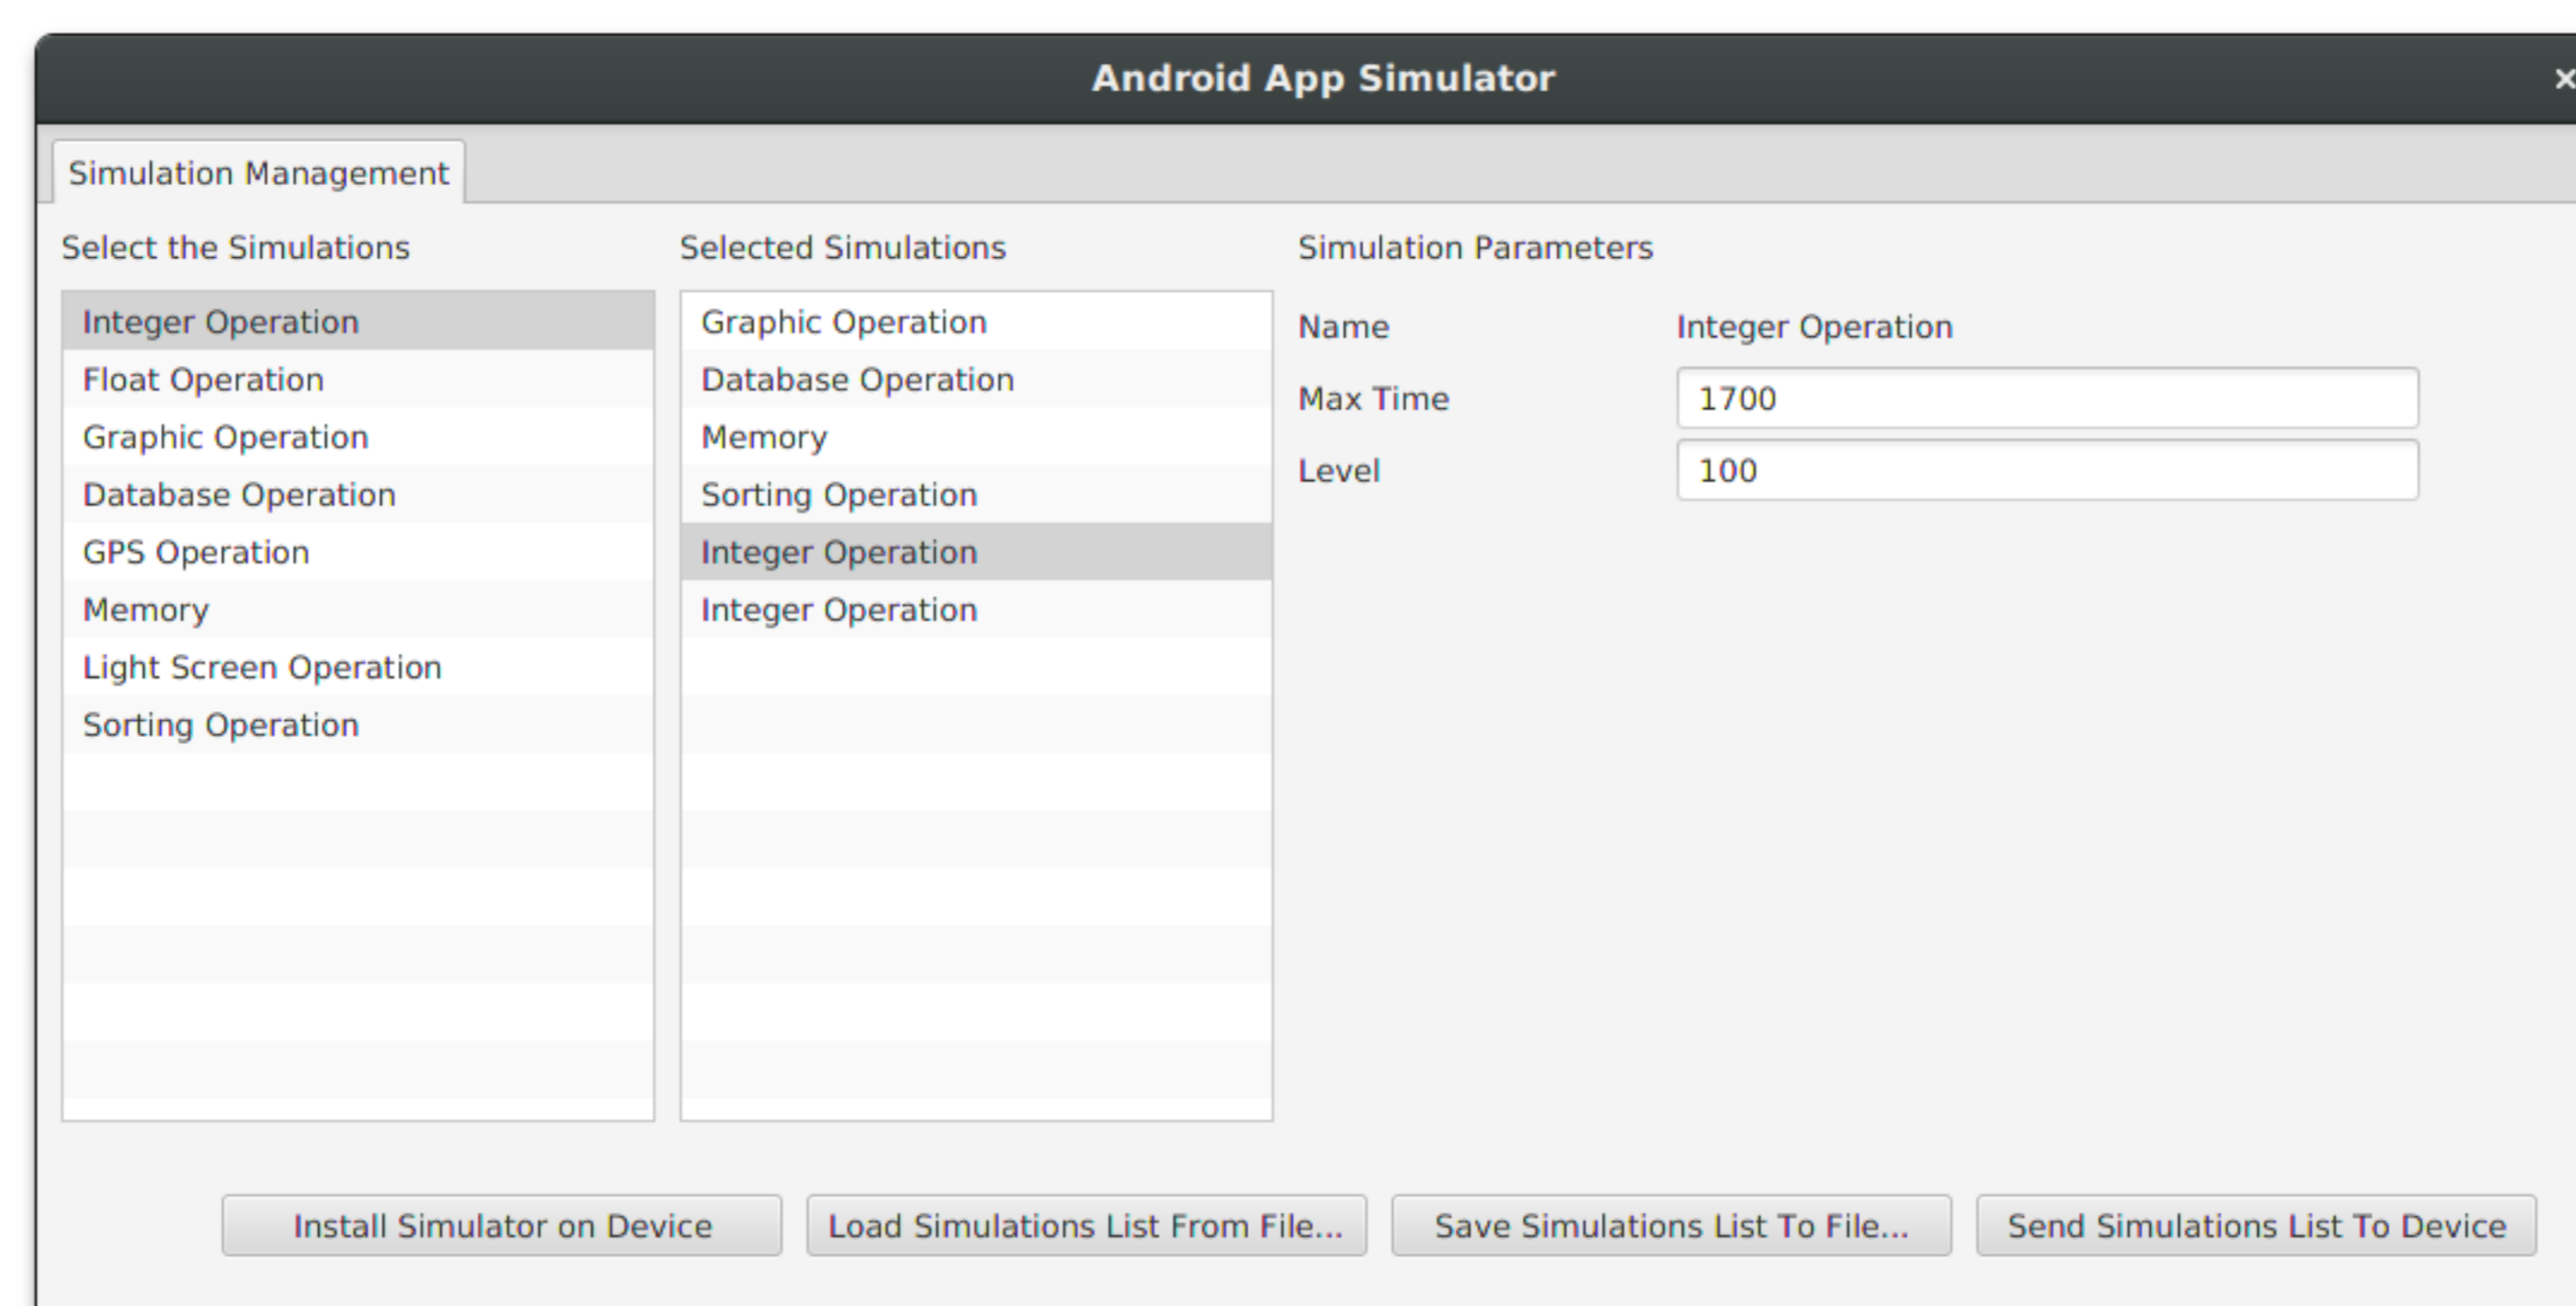 Android App Simulator ×
Simulation Management
Select the Simulations
Integer Operation
Float Operation
Graphic Operation
Database Operation
GPS Operation
Memory
Light Screen Operation
Sorting Operation
Selected Simulations
Graphic Operation
Database Operation
Memory
Sorting Operation
Integer Operation
Integer Operation
Simulation Parameters
Name Integer Operation
Max Time 1700
Level 100
Install Simulator on Device
Load Simulations List From File...
Save Simulations List To File...
Send Simulations List To Device